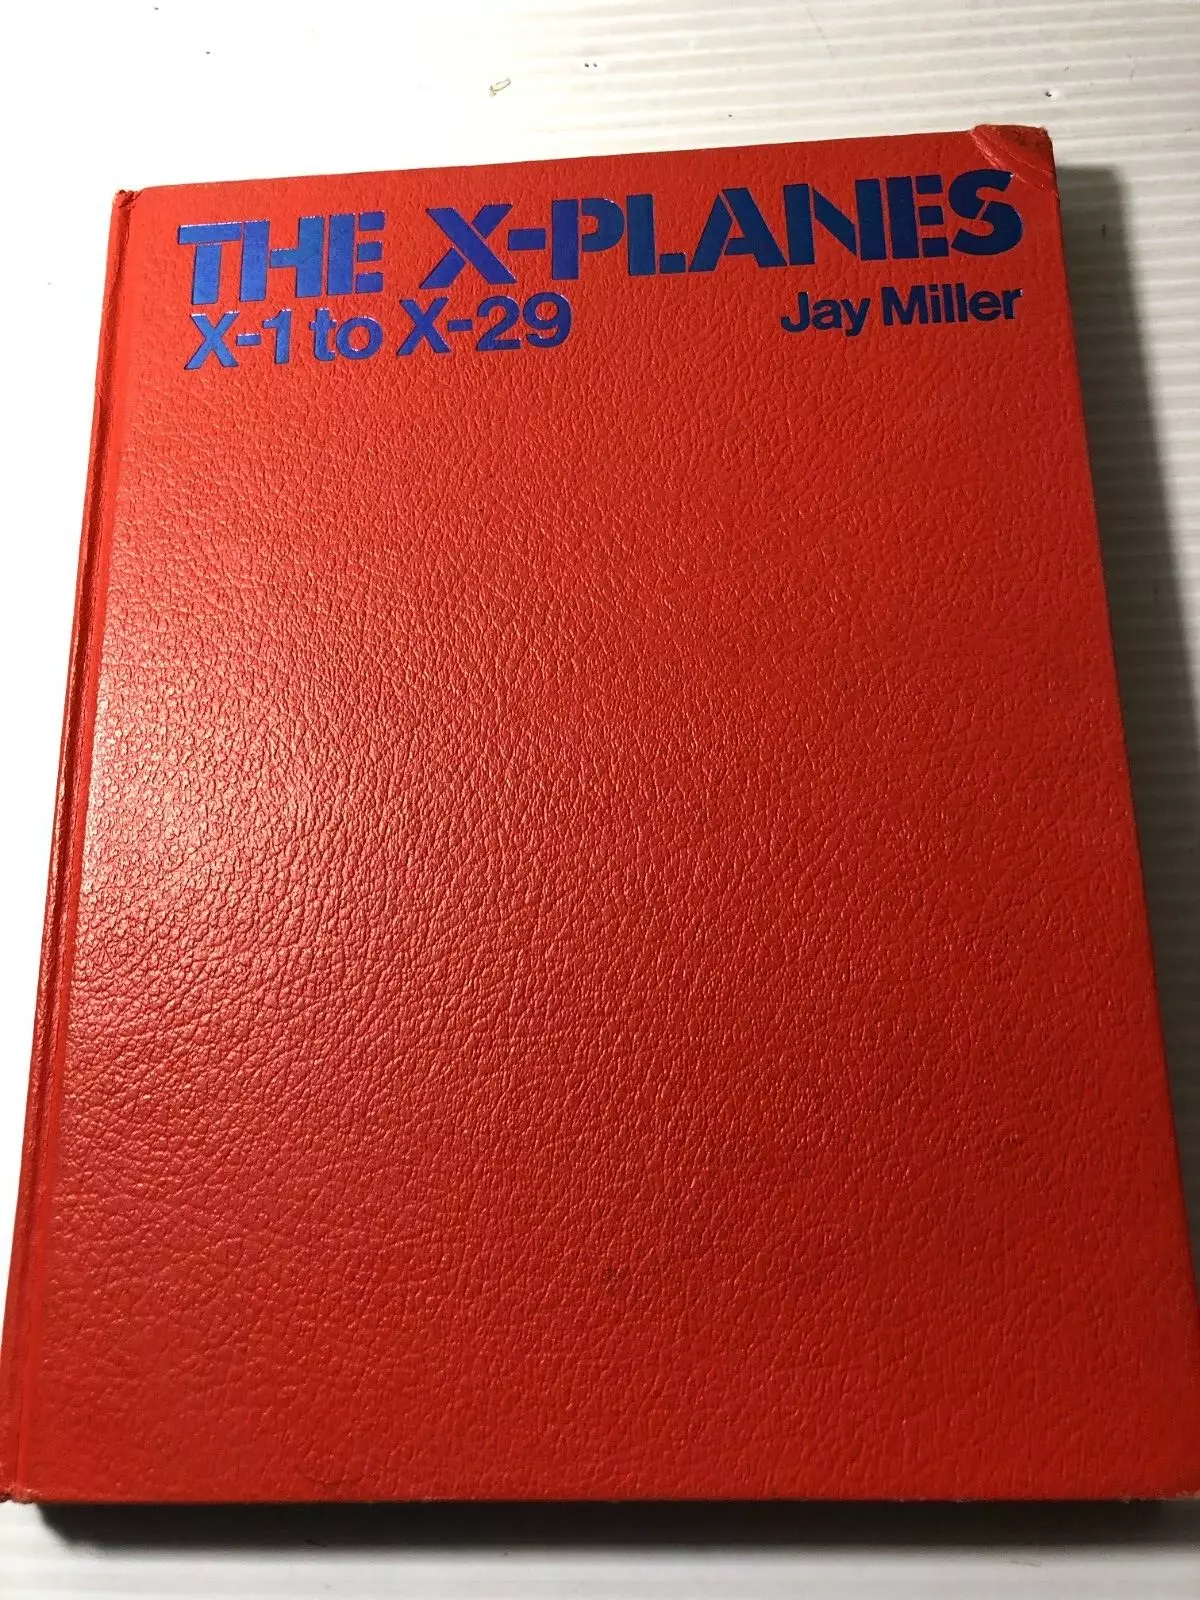 THE X-PLANES
X-1 to X-29
Jay Miller